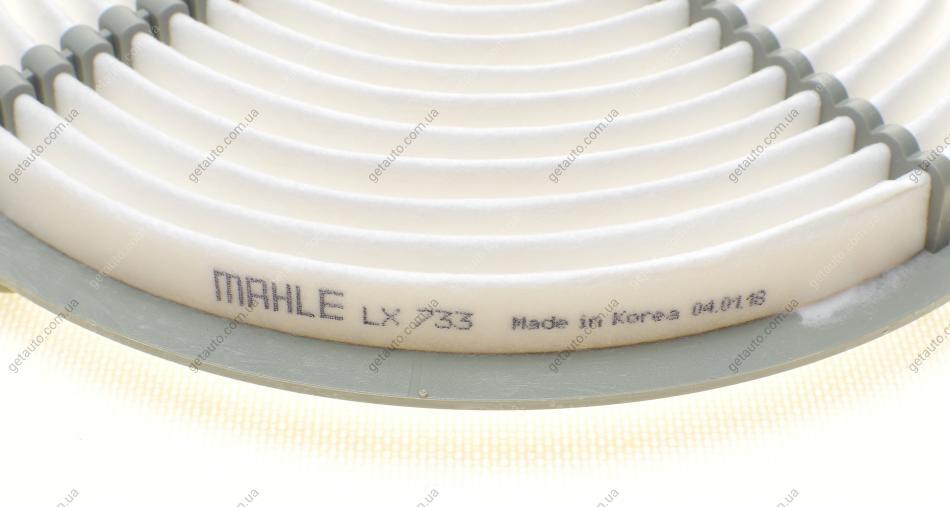 MAHLE LX 733 Made in Korea 04.01.18
getauto.com.ua